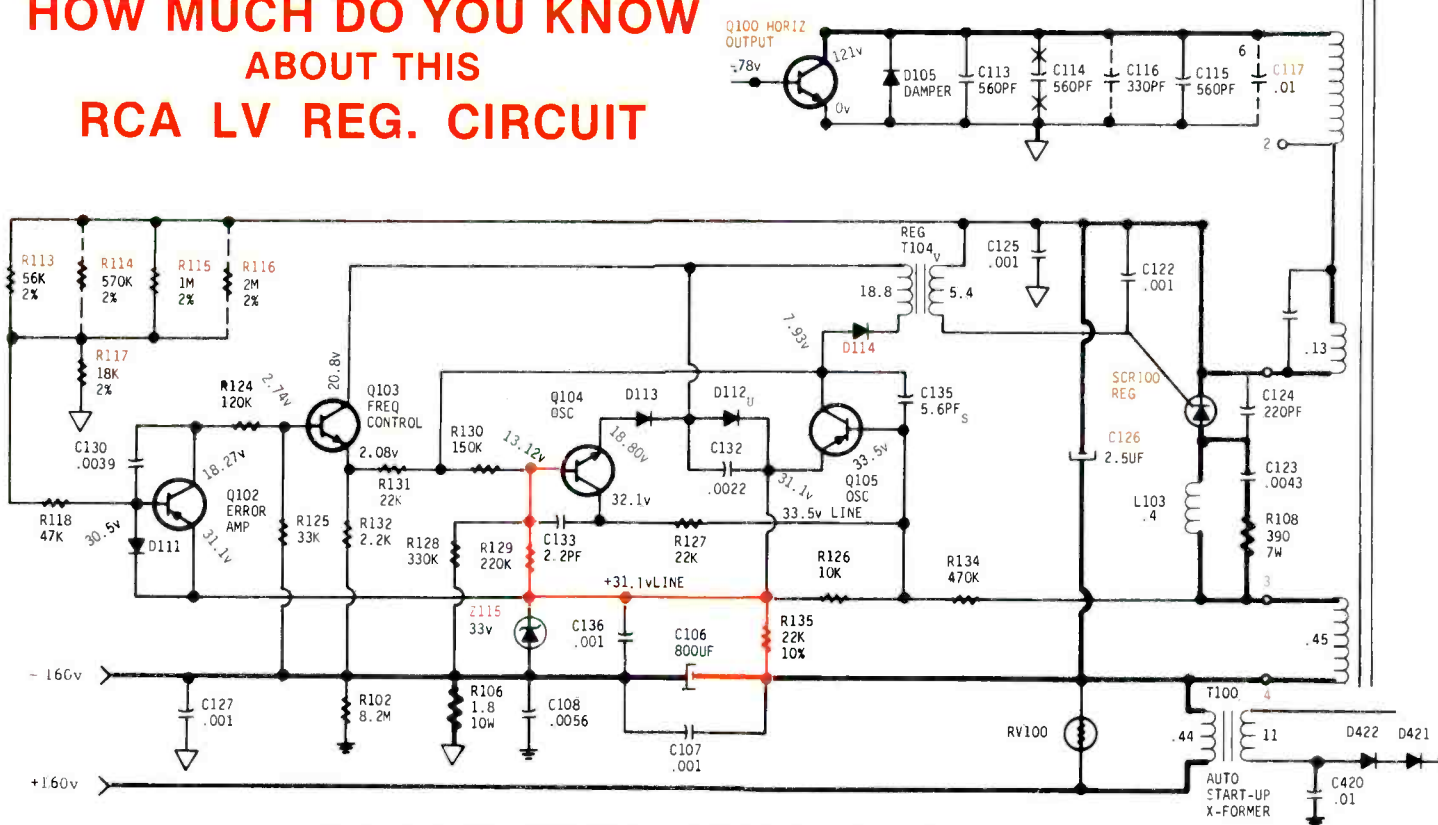 HOW MUCH DO YOU KNOW
ABOUT THIS
RCA LV REG. CIRCUIT
Q100 HORIZ
OUTPUT
-78v
121v
0v
D105
DAMPER
C113
560PF
C114
560PF
C116
330PF
C115
560PF
6
C117
.01
2
R113
56K
2%
R114
570K
2%
R115
1M
2%
R116
2M
2%
R117
18K
2%
REG
T104
V
18.8
5.4
C125
.001
C122
.001
.13
7.93v
D114
SCR100
REG
C124
220PF
R124
120K
2.74v
20.8v
Q103
FREQ
CONTROL
2.08v
Q104
OSC
D113
D112
U
C135
5.6PF
S
C126
2.5UF
C130
.0039
18.27v
Q102
ERROR
AMP
R130
150K
13.12v
18.80v
C132
.0022
31.1v
33.5v
Q105
OSC
C123
.0043
R131
22K
32.1v
33.5v LINE
L103
.4
R108
390
7W
R118
47K
30.5v
D111
31.1v
R125
33K
R132
2.2K
R128
330K
R129
220K
C133
2.2PF
R127
22K
R126
10K
R134
470K
3
+31.1vLINE
Z115
33v
C136
.001
C106
800UF
R135
22K
10%
.45
- 160v
4
C127
.001
R102
8.2M
R106
1.8
10W
C108
.0056
C107
.001
RV100
T100
.44
11
D422
D421
+160v
AUTO
START-UP
X-FORMER
C420
.01